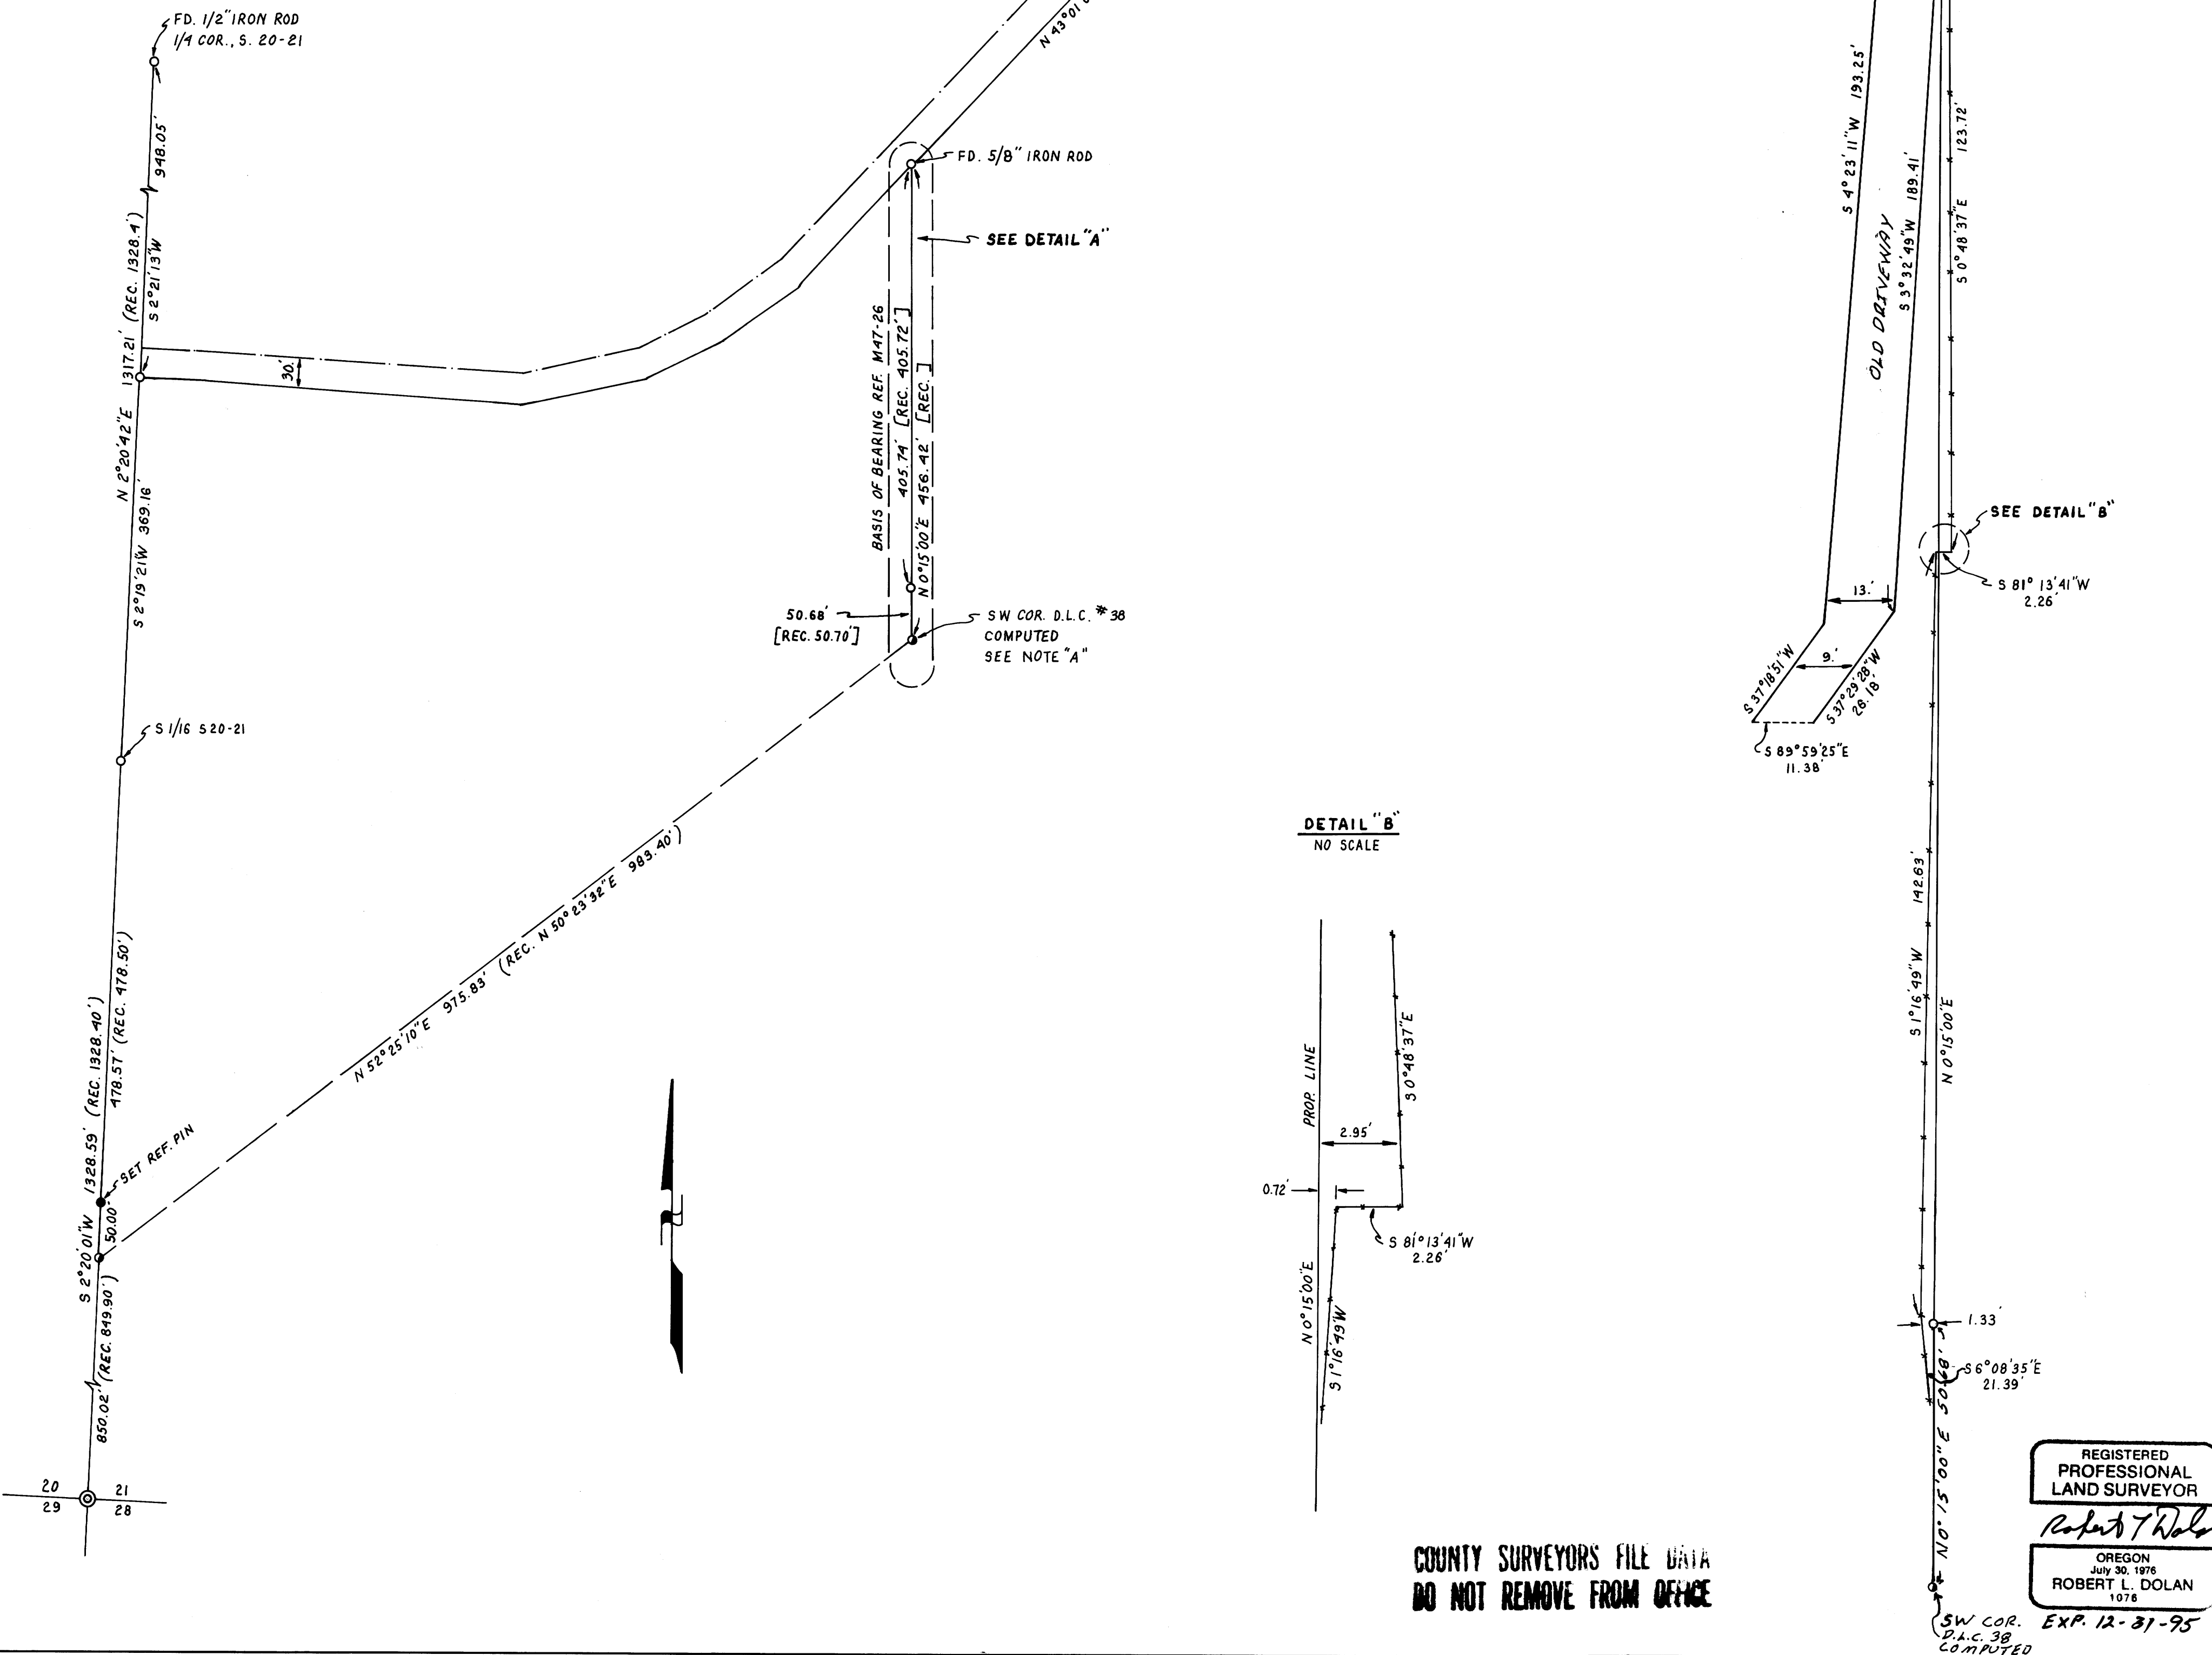 FD. 1/2" IRON ROD
1/4 COR., S. 20-21
948.05'
S 2°21'13"W
N 2°20'42"E 1317.21' (REC. 1328.4')
30.'
S 2°19'21"W 369.16'
S 1/16 S 20-21
478.57' (REC. 478.50')
S 2°20'01"W 1328.59' (REC. 1328.40')
SET REF. PIN
50.00'
850.02' (REC. 849.90')
20 21
29 28
N 52°25'10"E 975.83' (REC. N 50°23'32"E 983.40')
FD. 5/8" IRON ROD
SEE DETAIL "A"
BASIS OF BEARING REF. M47-26
405.74' [REC. 405.72']
N 0°15'00"E 456.42' [REC.]
50.68'
[REC. 50.70']
SW COR. D.L.C. #38
COMPUTED
SEE NOTE "A"
DETAIL "B"
NO SCALE
PROP. LINE
N 0°15'00"E
S 0°48'37"E
2.95'
0.72'
S 81°13'41"W
2.26'
S 1°16'49"W
S 4°23'11"W 193.25'
OLD DRIVEWAY
S 3°32'49"W 189.41'
S 0°48'37"E 123.72'
13.'
9.'
S 37°18'51"W
S 37°29'28"W
28.18'
S 89°59'25"E
11.38'
SEE DETAIL "B"
S 81°13'41"W
2.26'
S 1°16'49"W 142.63'
N 0°15'00"E
1.33'
S 6°08'35"E
21.39'
N 0°15'00"E 50.68'
SW COR.
D.L.C. 38
COMPUTED
COUNTY SURVEYORS FILE DATA
DO NOT REMOVE FROM OFFICE
REGISTERED
PROFESSIONAL
LAND SURVEYOR
OREGON
July 30, 1976
ROBERT L. DOLAN
1076
EXP. 12-31-95